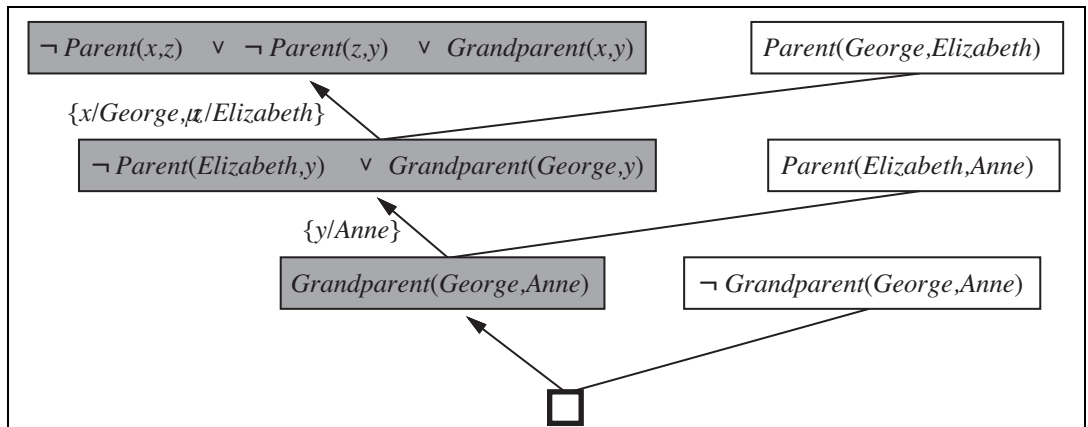 ¬ Parent(x,z) ∨ ¬ Parent(z,y) ∨ Grandparent(x,y)
Parent(George,Elizabeth)
{x/George, z/Elizabeth}
¬ Parent(Elizabeth,y) ∨ Grandparent(George,y)
Parent(Elizabeth,Anne)
{y/Anne}
Grandparent(George,Anne)
¬ Grandparent(George,Anne)